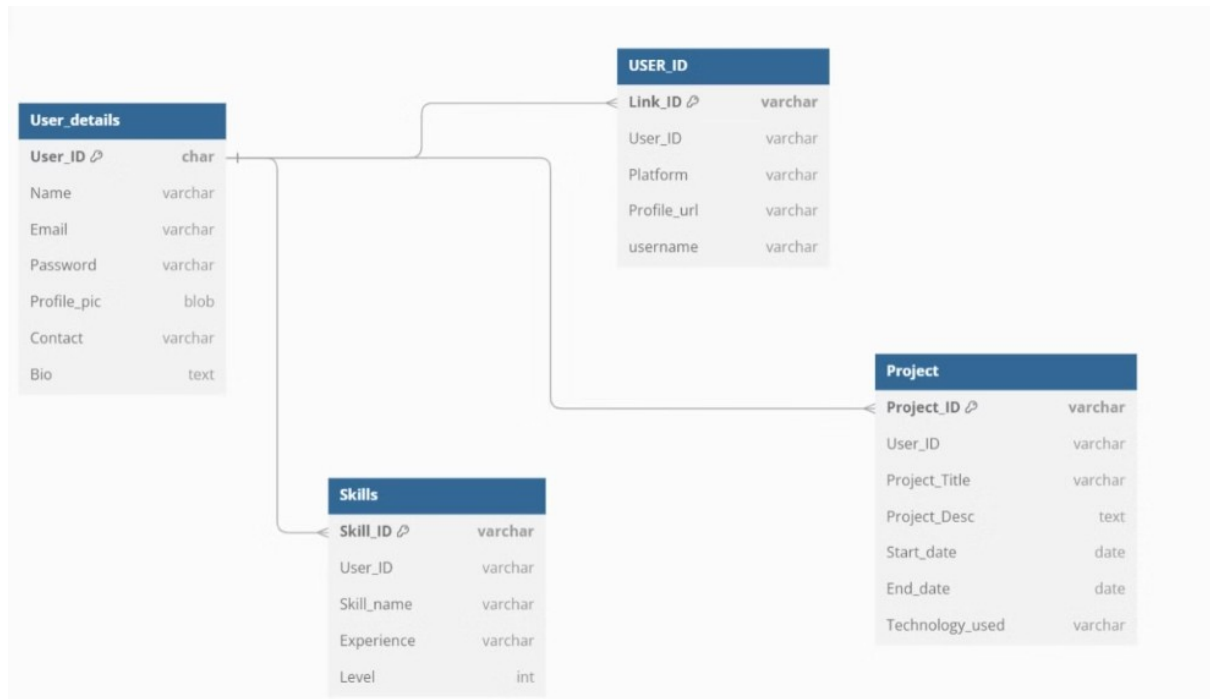 User_details
User_ID char
Name varchar
Email varchar
Password varchar
Profile_pic blob
Contact varchar
Bio text
USER_ID
Link_ID varchar
User_ID varchar
Platform varchar
Profile_url varchar
username varchar
Skills
Skill_ID varchar
User_ID varchar
Skill_name varchar
Experience varchar
Level int
Project
Project_ID varchar
User_ID varchar
Project_Title varchar
Project_Desc text
Start_date date
End_date date
Technology_used varchar